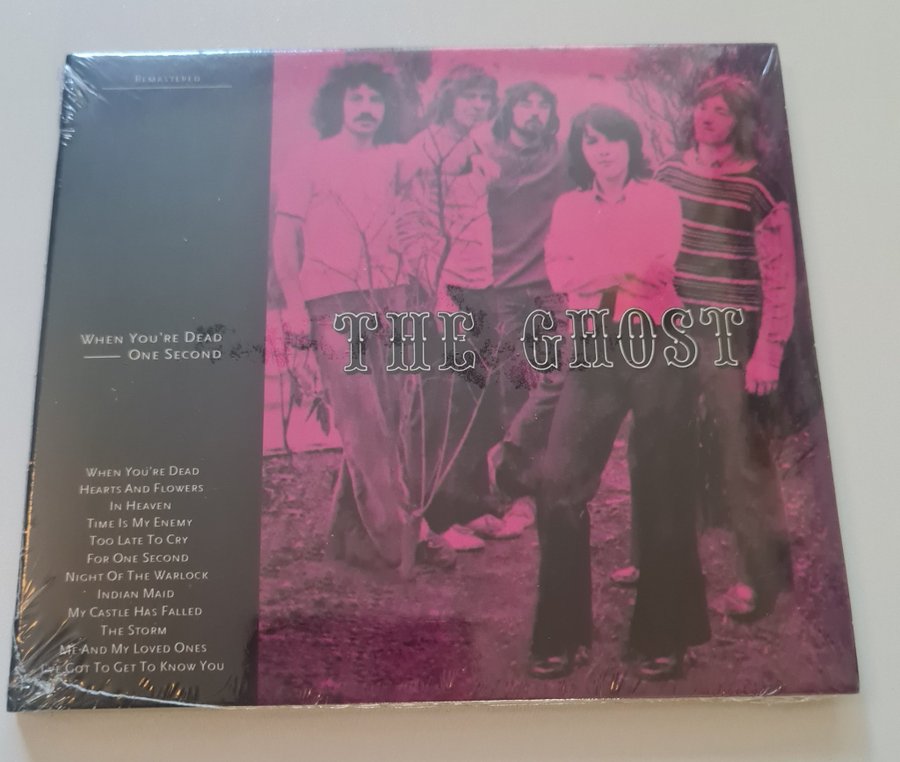 Remastered
When You're Dead
One Second
THE GHOST
When You're Dead
Hearts And Flowers
In Heaven
Time Is My Enemy
Too Late To Cry
For One Second
Night Of The Warlock
Indian Maid
My Castle Has Falled
The Storm
Me And My Loved Ones
I've Got To Get To Know You